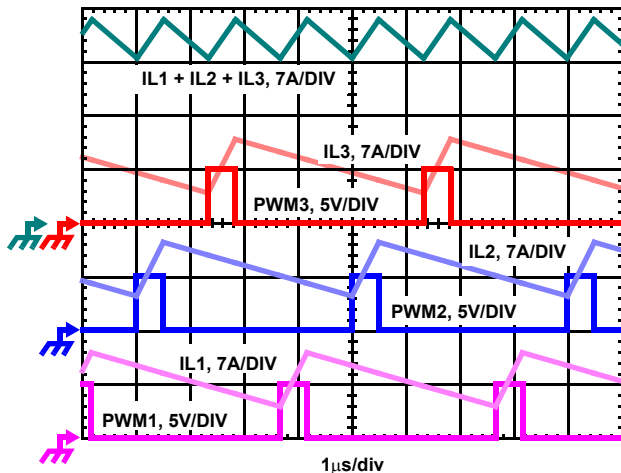 IL1 + IL2 + IL3, 7A/DIV
IL3, 7A/DIV
PWM3, 5V/DIV
IL2, 7A/DIV
PWM2, 5V/DIV
IL1, 7A/DIV
PWM1, 5V/DIV
1µs/div